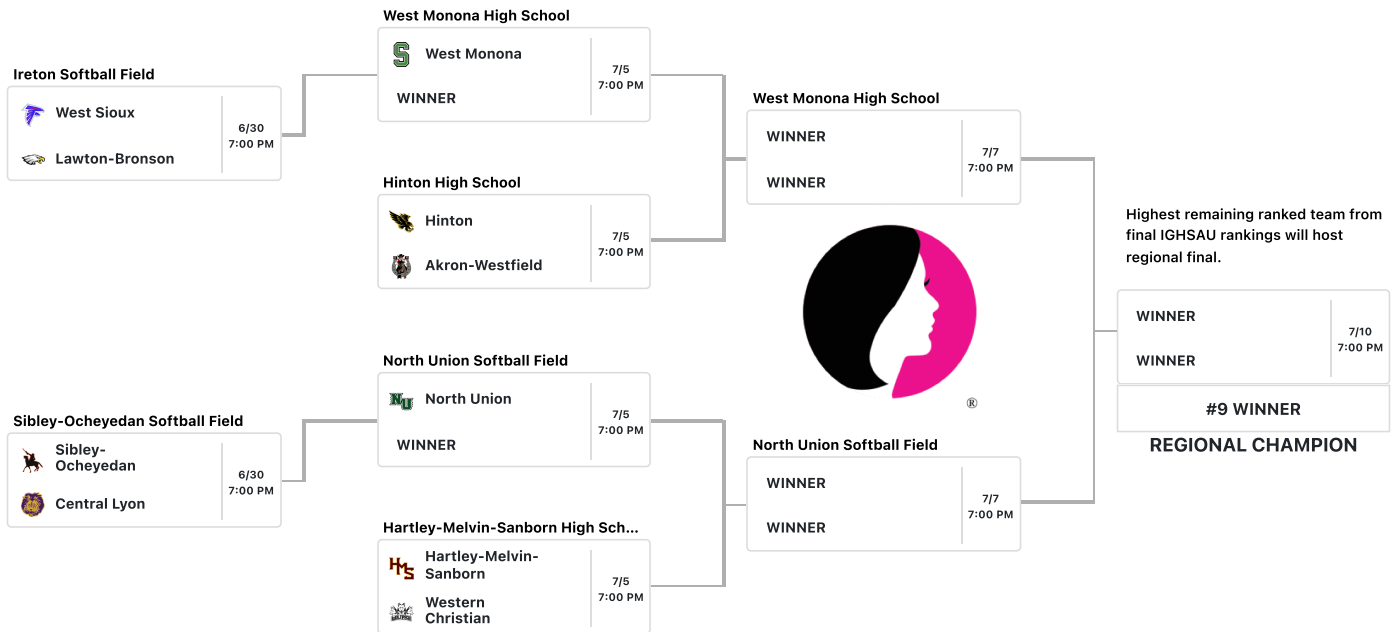 West Monona High School
West Monona
WINNER
7/5
7:00 PM
Ireton Softball Field
West Sioux
Lawton-Bronson
6/30
7:00 PM
Hinton High School
Hinton
Akron-Westfield
7/5
7:00 PM
West Monona High School
WINNER
WINNER
7/7
7:00 PM
North Union Softball Field
NU
North Union
WINNER
7/5
7:00 PM
Sibley-Ocheyedan Softball Field
Sibley-
Ocheyedan
Central Lyon
6/30
7:00 PM
Hartley-Melvin-Sanborn High Sch...
HMS
Hartley-Melvin-
Sanborn
Western
Christian
7/5
7:00 PM
®
North Union Softball Field
WINNER
WINNER
7/7
7:00 PM
Highest remaining ranked team from
final IGHSAU rankings will host
regional final.
WINNER
WINNER
7/10
7:00 PM
#9 WINNER
REGIONAL CHAMPION